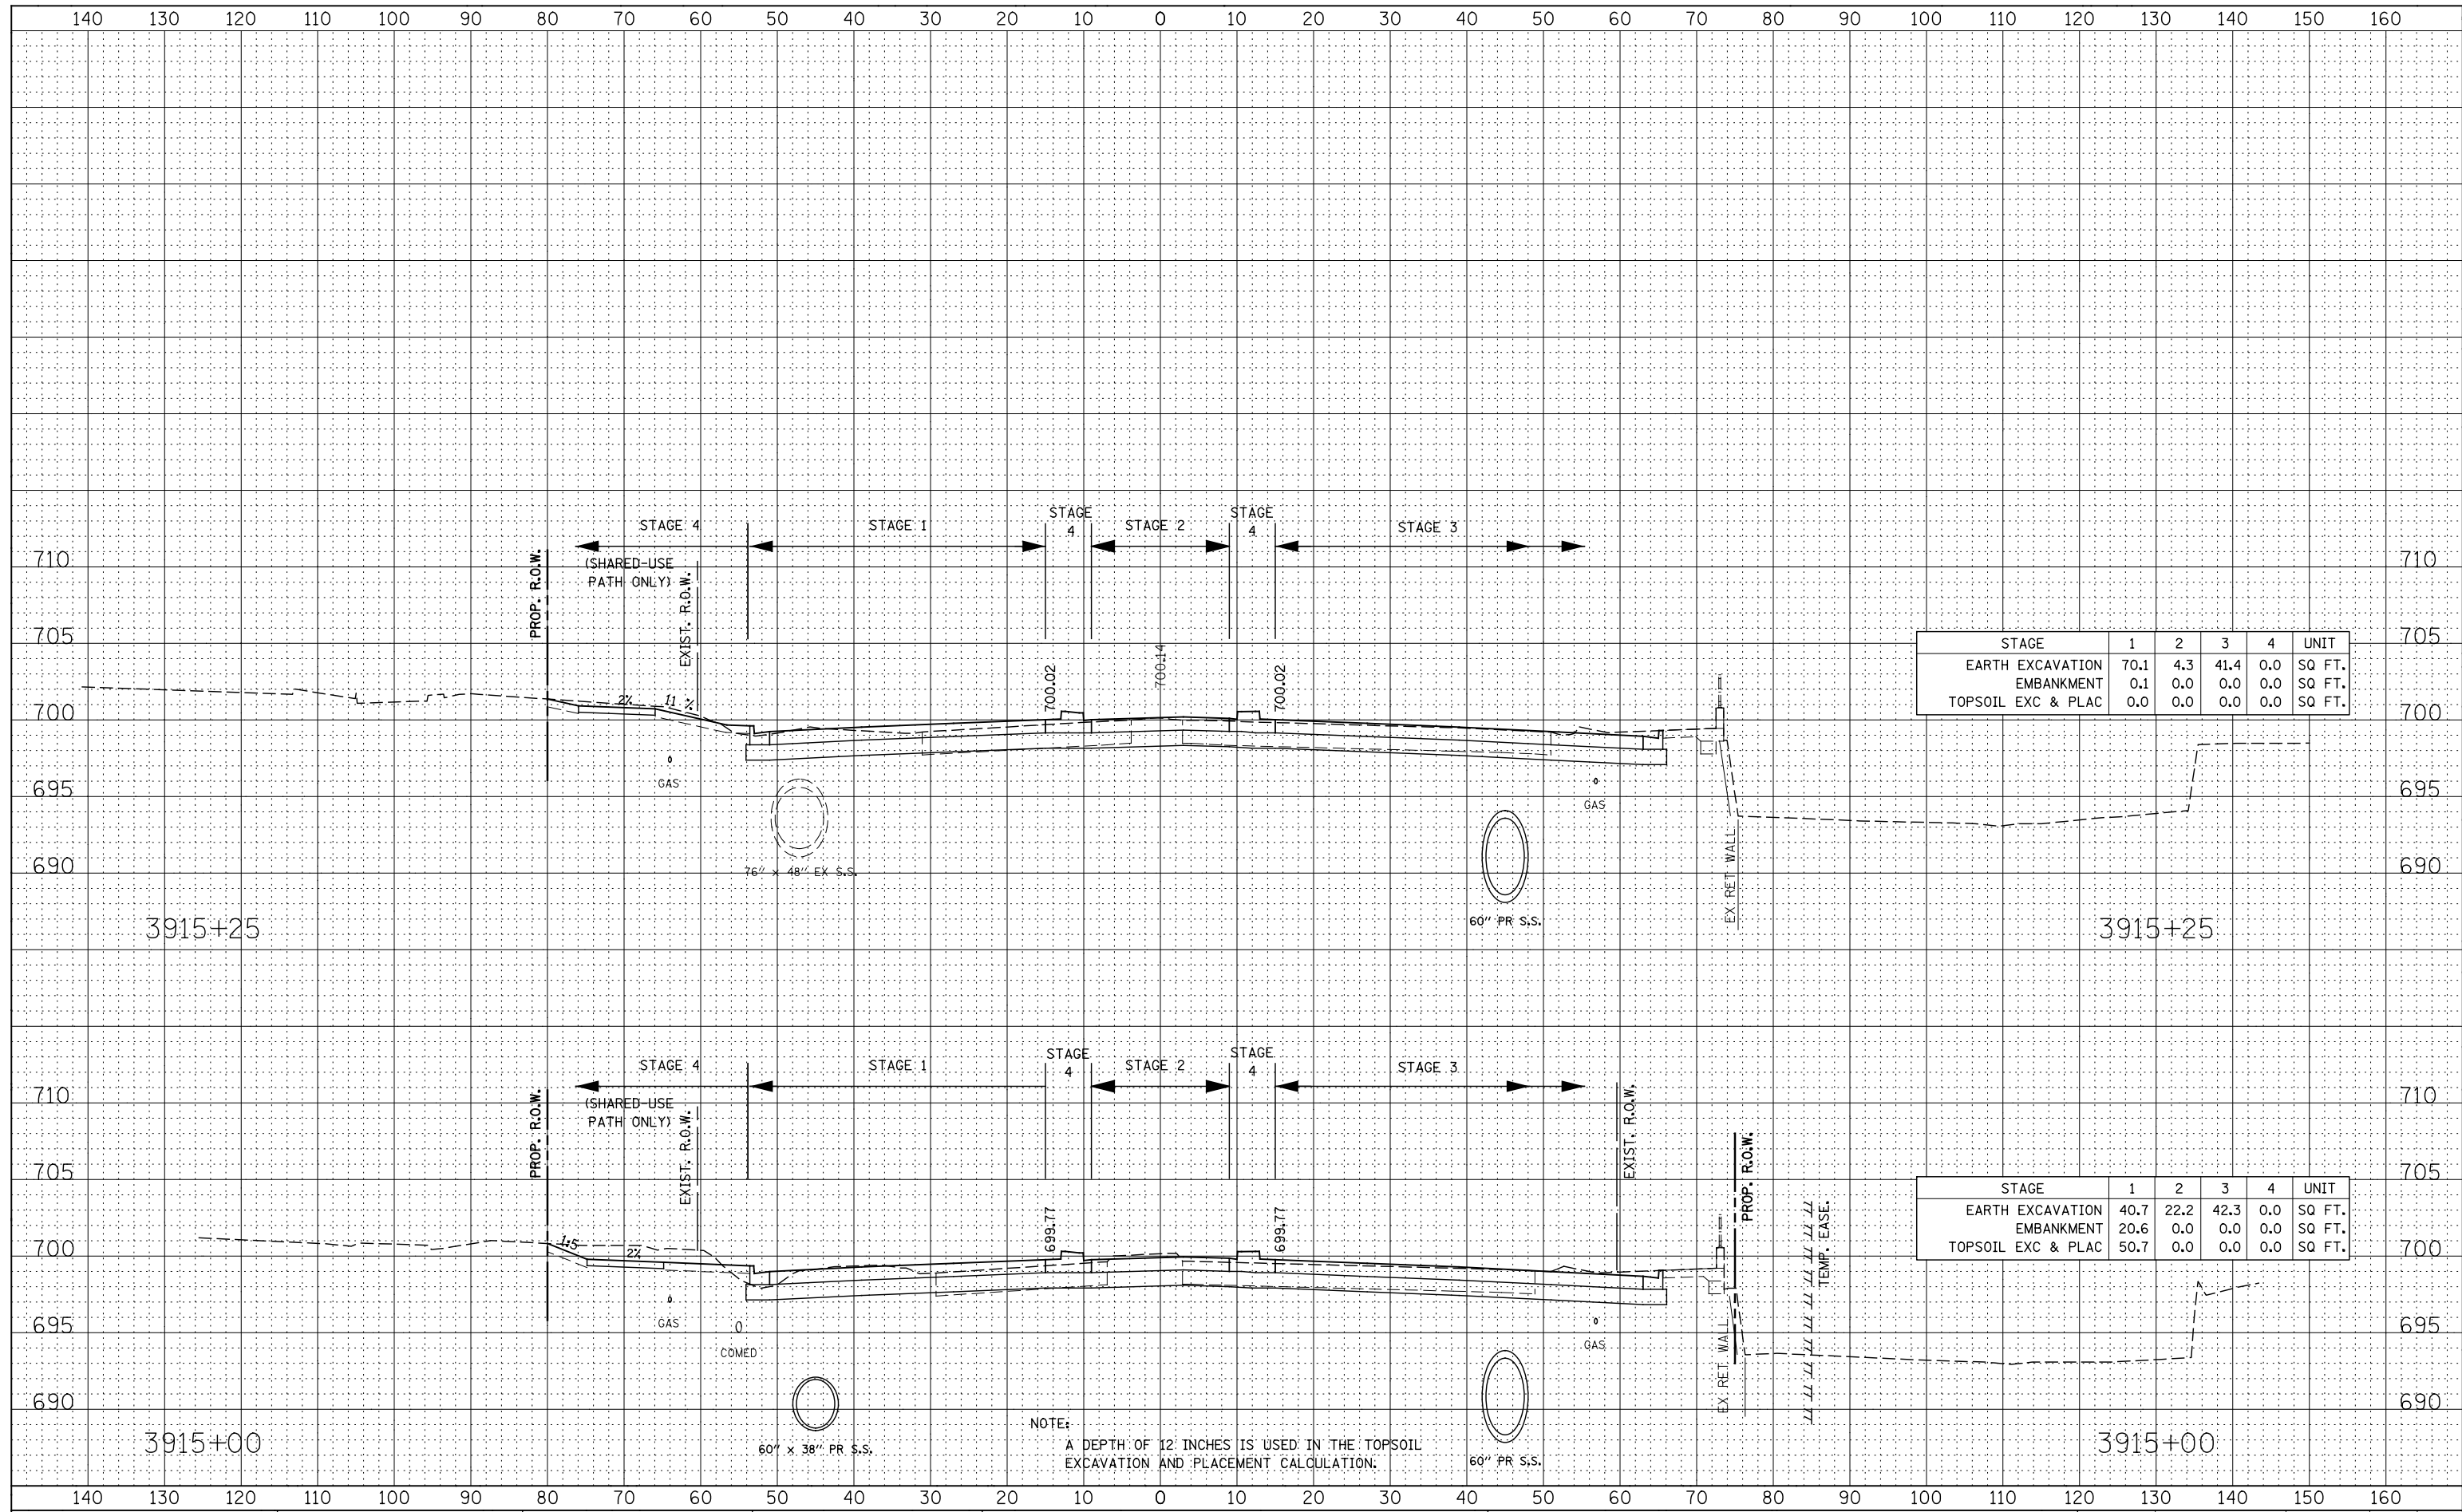 140 130 120 110 100 90 80 70 60 50 40 30 20 10 0 10 20 30 40 50 60 70 80 90 100 110 120 130 140 150 160
STAGE 4
STAGE 1
STAGE
4
STAGE 2
STAGE
4
STAGE 3
(SHARED-USE
PATH ONLY)
PROP. R.O.W.
EXIST. R.O.W.
710 710
705 705
700 700
695 695
690 690
2%
11 %
700.02
700.14
700.02
STAGE 1 2 3 4 UNIT
EARTH EXCAVATION 70.1 4.3 41.4 0.0 SQ FT.
EMBANKMENT 0.1 0.0 0.0 0.0 SQ FT.
TOPSOIL EXC & PLAC 0.0 0.0 0.0 0.0 SQ FT.
GAS
76" x 48" EX S.S.
GAS
60" PR S.S.
EX RET WALL
3915+25 3915+25
STAGE 4
STAGE 1
STAGE
4
STAGE 2
STAGE
4
STAGE 3
(SHARED-USE
PATH ONLY)
PROP. R.O.W.
EXIST. R.O.W.
EXIST. R.O.W.
PROP. R.O.W.
TEMP. EASE.
710 710
705 705
700 700
695 695
690 690
1:5
2%
699.77
699.77
STAGE 1 2 3 4 UNIT
EARTH EXCAVATION 40.7 22.2 42.3 0.0 SQ FT.
EMBANKMENT 20.6 0.0 0.0 0.0 SQ FT.
TOPSOIL EXC & PLAC 50.7 0.0 0.0 0.0 SQ FT.
GAS
COMED
60" x 38" PR S.S.
GAS
60" PR S.S.
EX RET WALL
NOTE:
A DEPTH OF 12 INCHES IS USED IN THE TOPSOIL
EXCAVATION AND PLACEMENT CALCULATION.
3915+00 3915+00
140 130 120 110 100 90 80 70 60 50 40 30 20 10 0 10 20 30 40 50 60 70 80 90 100 110 120 130 140 150 160